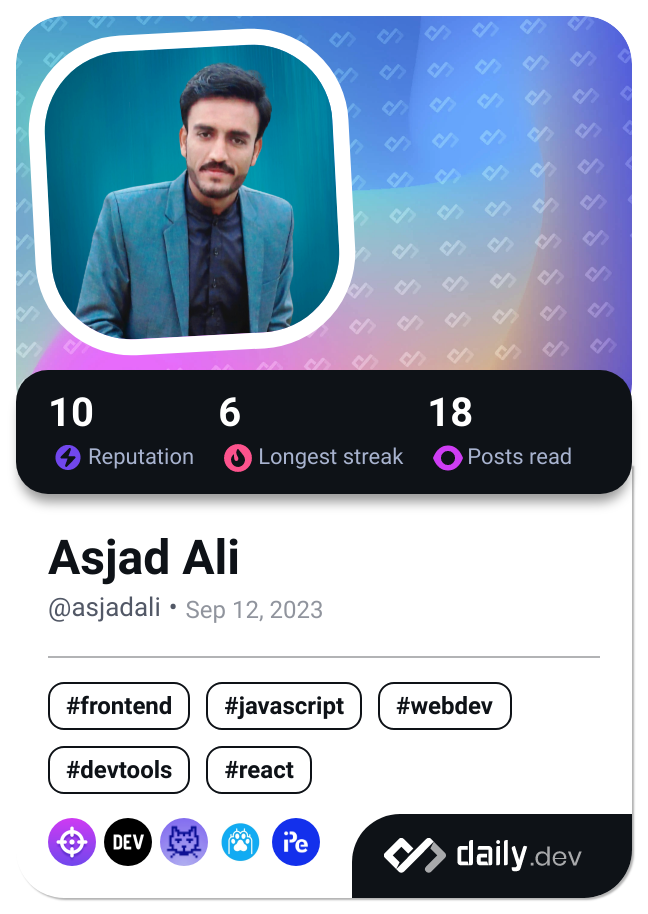 10 6 18
Reputation Longest streak Posts read
Asjad Ali
@asjadali • Sep 12, 2023
#frontend #javascript #webdev
#devtools #react
DEV iPe
daily.dev